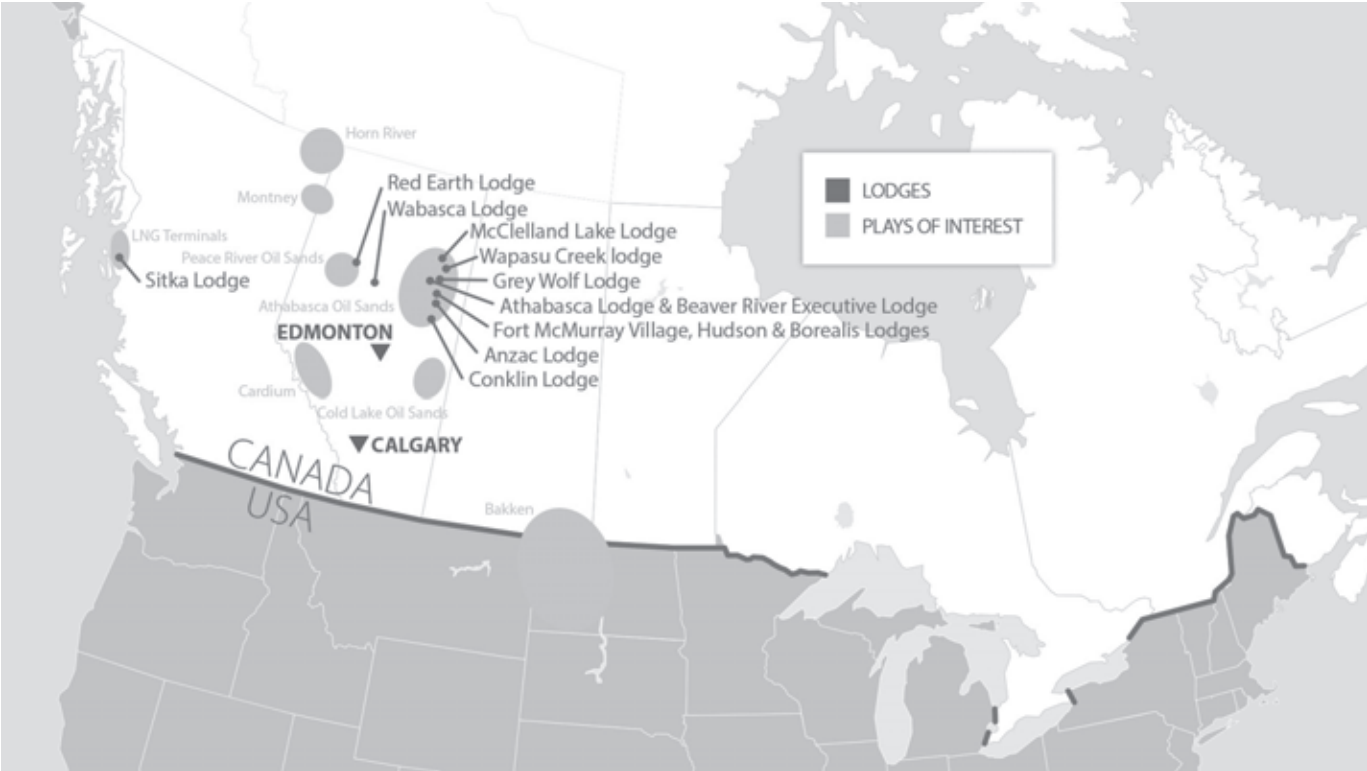 Horn River
Red Earth Lodge
Montney
Wabasca Lodge
McClelland Lake Lodge
LNG Terminals
Peace River Oil Sands
Wapasu Creek lodge
Sitka Lodge
Grey Wolf Lodge
Athabasca Oil Sands
Athabasca Lodge & Beaver River Executive Lodge
EDMONTON
Fort McMurray Village, Hudson & Borealis Lodges
Anzac Lodge
Conklin Lodge
Cardium
Cold Lake Oil Sands
CALGARY
CANADA
USA
Bakken
LODGES
PLAYS OF INTEREST